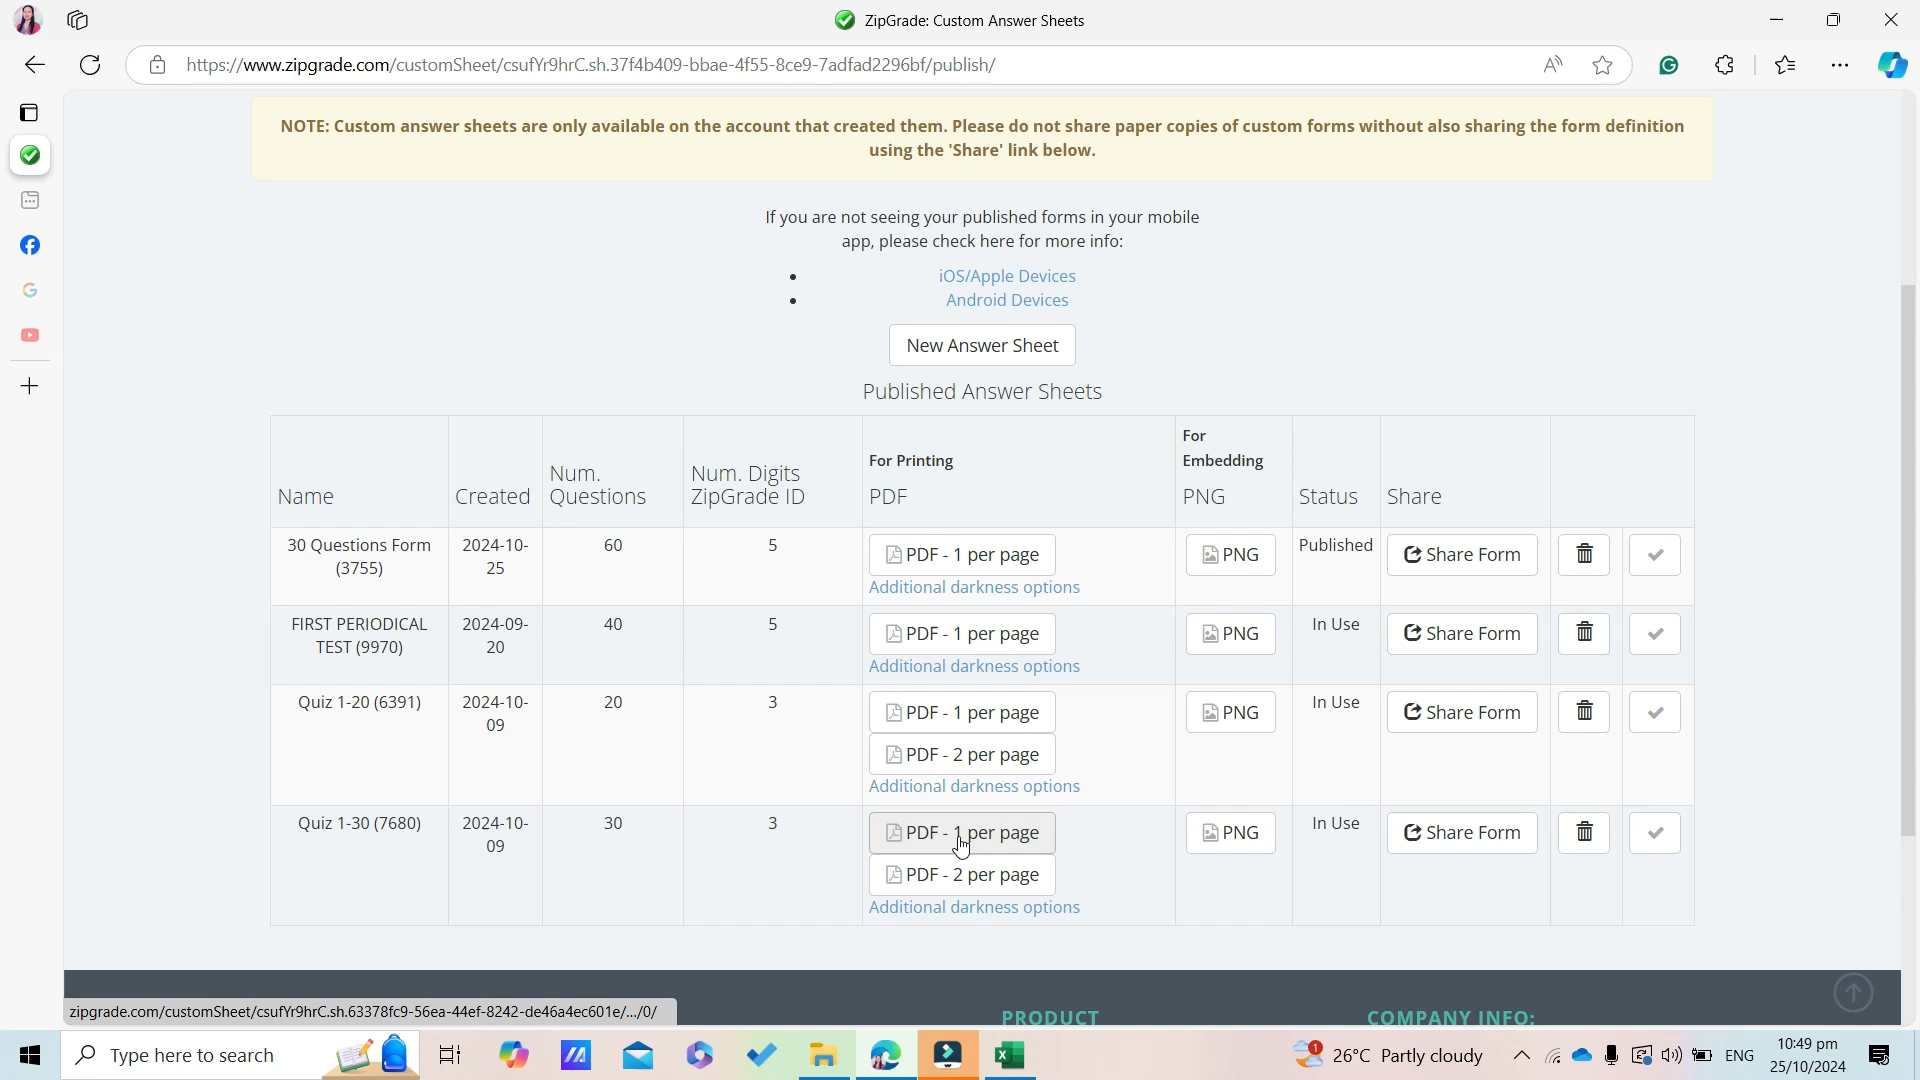 ZipGrade: Custom Answer Sheets
https://www.zipgrade.com/customSheet/csufYr9hrC.sh.37f4b409-bbae-4f55-8ce9-7adfad2296bf/publish/
NOTE: Custom answer sheets are only available on the account that created them. Please do not share paper copies of custom forms without also sharing the form definition
using the 'Share' link below.
If you are not seeing your published forms in your mobile
app, please check here for more info:
iOS/Apple Devices
Android Devices
New Answer Sheet
Published Answer Sheets
Name
Created
Num.
Questions
Num. Digits
ZipGrade ID
For Printing
PDF
For
Embedding
PNG
Status
Share
30 Questions Form
(3755)
2024-10-
25
60
5
PDF - 1 per page
Additional darkness options
PNG
Published
Share Form
FIRST PERIODICAL
TEST (9970)
2024-09-
20
40
5
PDF - 1 per page
Additional darkness options
PNG
In Use
Share Form
Quiz 1-20 (6391)
2024-10-
09
20
3
PDF - 1 per page
PDF - 2 per page
Additional darkness options
PNG
In Use
Share Form
Quiz 1-30 (7680)
2024-10-
09
30
3
PDF - 1 per page
PDF - 2 per page
Additional darkness options
PNG
In Use
Share Form
PRODUCT
COMPANY INFO:
zipgrade.com/customSheet/csufYr9hrC.sh.63378fc9-56ea-44ef-8242-de46a4ec601e/.../0/
Type here to search
1
26°C Partly cloudy
ENG
10:49 pm
25/10/2024